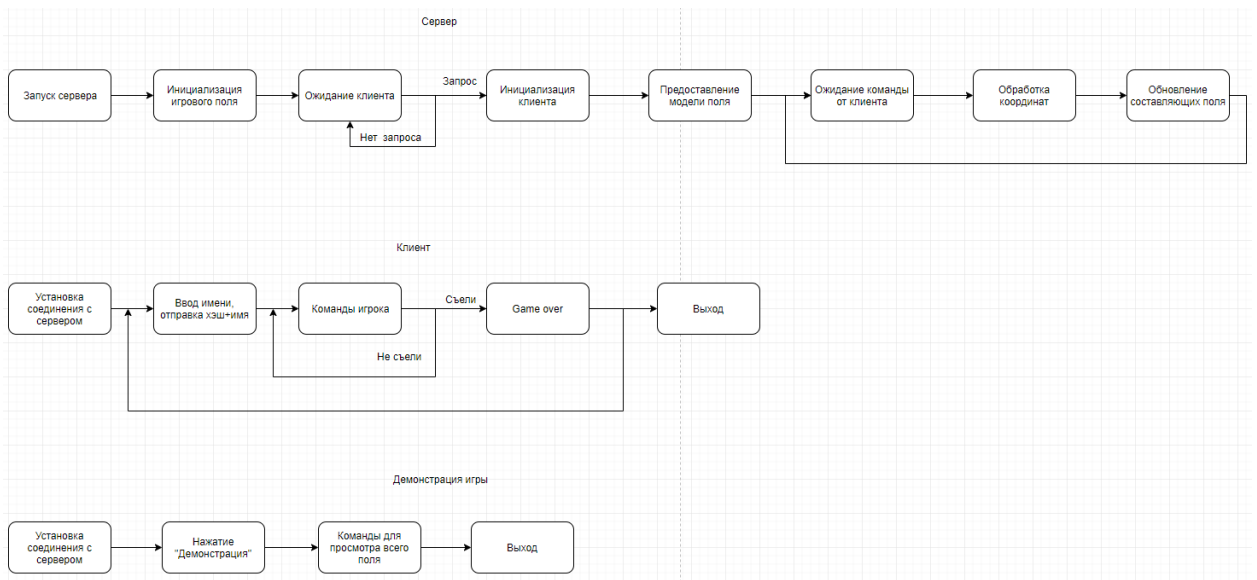 Сервер
Запуск сервера
Инициализация
игрового поля
Ожидание клиента
Запрос
Нет запроса
Инициализация
клиента
Предоставление
модели поля
Ожидание команды
от клиента
Обработка
координат
Обновление
составляющих поля
Клиент
Установка
соединения с
сервером
Ввод имени,
отправка хэш+имя
Команды игрока
Съели
Не съели
Game over
Выход
Демонстрация игры
Установка
соединения с
сервером
Нажатие
"Демонстрация"
Команды для
просмотра всего
поля
Выход